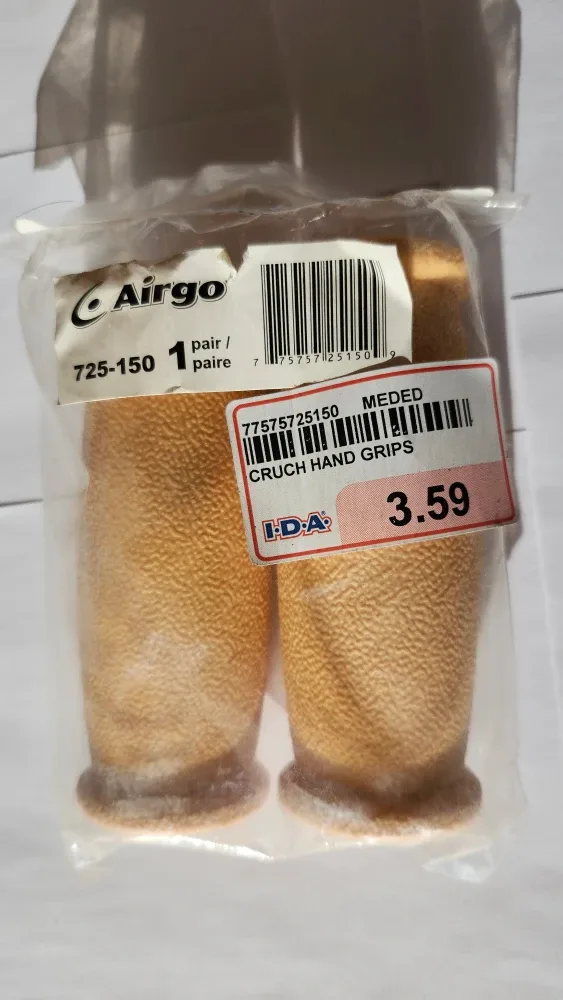 Airgo
725-150 1 pair / paire
7 75757 25150 9
77575725150 MEDED
CRUCH HAND GRIPS
I·D·A·
3.59